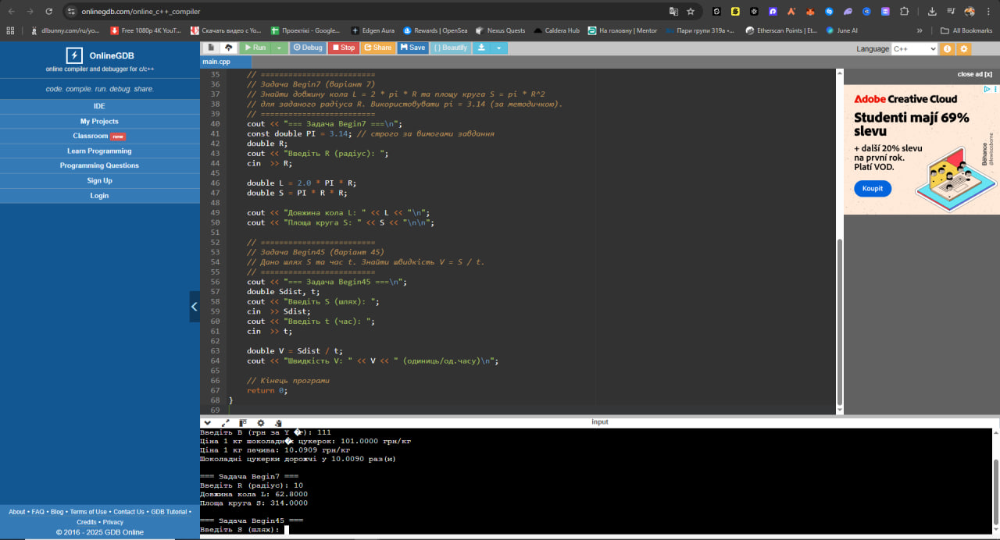 onlinegdb.com/online_c++_compiler
dlbunny.com/ru/yo...
Free 1080p 4K YouT...
Скачать видео с Yo...
Проектікі - Google...
Edgen Aura
Rewards | OpenSea
Nexus Quests
Caldera Hub
На головну | Mentor
Пари групи 319а •...
Etherscan Points | Et...
June AI
»
All Bookmarks
OnlineGDB
online compiler and debugger for c/c++
code. compile. run. debug. share.
IDE
My Projects
Classroom new
Learn Programming
Programming Questions
Sign Up
Login
About • FAQ • Blog • Terms of Use • Contact Us • GDB Tutorial •
Credits • Privacy
© 2016 - 2025 GDB Online
Run
Debug
Stop
Share
Save
{ } Beautify
Language C++
main.cpp
35 // =========================
36 // Задача Begin7 (варіант 7)
37 // Знайти довжину кола L = 2 * pi * R та площу круга S = pi * R^2
38 // для заданого радіуса R. Використовувати pi = 3.14 (за методичкою).
39 // =========================
40 cout << "=== Задача Begin7 ===\n";
41 const double PI = 3.14; // строго за вимогами завдання
42 double R;
43 cout << "Введіть R (радіус): ";
44 cin >> R;
45
46 double L = 2.0 * PI * R;
47 double S = PI * R * R;
48
49 cout << "Довжина кола L: " << L << "\n";
50 cout << "Площа круга S: " << S << "\n\n";
51
52 // =========================
53 // Задача Begin45 (варіант 45)
54 // Дано шлях S та час t. Знайти швидкість V = S / t.
55 // =========================
56 cout << "=== Задача Begin45 ===\n";
57 double Sdist, t;
58 cout << "Введіть S (шлях): ";
59 cin >> Sdist;
60 cout << "Введіть t (час): ";
61 cin >> t;
62
63 double V = Sdist / t;
64 cout << "Швидкість V: " << V << " (одиниць/од.часу)\n";
65
66 // Кінець програми
67 return 0;
68 }
69
input
Введіть B (грн за Y �г): 111
Ціна 1 кг шоколадн�х цукерок: 101.0000 грн/кг
Ціна 1 кг печива: 10.0909 грн/кг
Шоколадні цукерки дорожчі у 10.0090 раз(и)
=== Задача Begin7 ===
Введіть R (радіус): 10
Довжина кола L: 62.8000
Площа круга S: 314.0000
=== Задача Begin45 ===
Введіть S (шлях):
close ad [x]
Adobe Creative Cloud
Studenti mají 69%
slevu
+ další 20% slevu
na první rok.
Platí VOD.
Koupit
Běhance
@lewisosborne